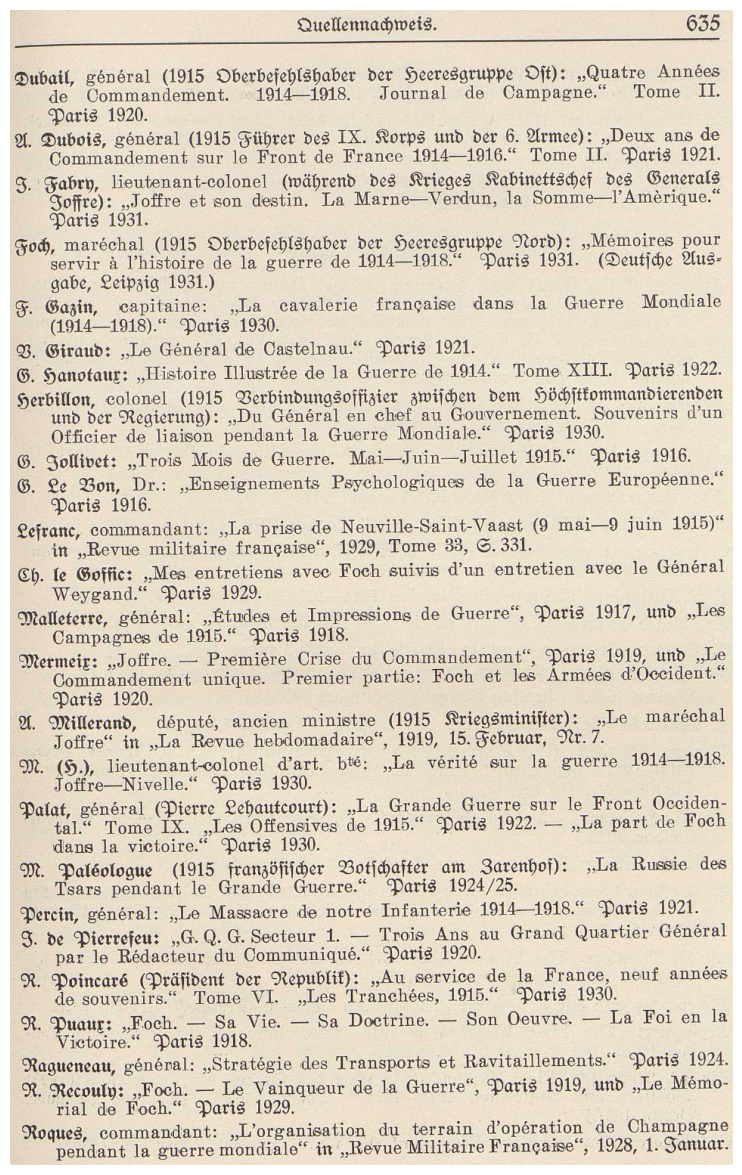 Quellennachweis. 635
Dubail, général (1915 Oberbefehlshaber der Heeresgruppe Ost): „Quatre Années
de Commandement. 1914—1918. Journal de Campagne.“ Tome II.
Paris 1920.
A. Dubois, général (1915 Führer des IX. Korps und der 6. Armee): „Deux ans de
Commandement sur le Front de France 1914—1916.“ Tome II. Paris 1921.
J. Fabry, lieutenant-colonel (während des Krieges Kabinettschef des Generals
Joffre): „Joffre et son destin. La Marne—Verdun, la Somme—l'Amèrique.“
Paris 1931.
Foch, maréchal (1915 Oberbefehlshaber der Heeresgruppe Nord): „Mémoires pour
servir à l'histoire de la guerre de 1914—1918.“ Paris 1931. (Deutsche Aus-
gabe, Leipzig 1931.)
F. Gazin, capitaine: „La cavalerie française dans la Guerre Mondiale
(1914—1918).“ Paris 1930.
V. Giraud: „Le Général de Castelnau.“ Paris 1921.
G. Hanotaux: „Histoire Illustrée de la Guerre de 1914.“ Tome XIII. Paris 1922.
Herbillon, colonel (1915 Verbindungsoffizier zwischen dem Höchstkommandierenden
und der Regierung): „Du Général en chef au Gouvernement. Souvenirs d'un
Officier de liaison pendant la Guerre Mondiale.“ Paris 1930.
G. Jollivet: „Trois Mois de Guerre. Mai—Juin—Juillet 1915.“ Paris 1916.
G. Le Bon, Dr.: „Enseignements Psychologiques de la Guerre Européenne.“
Paris 1916.
Lefranc, commandant: „La prise de Neuville-Saint-Vaast (9 mai—9 juin 1915)“
in „Revue militaire française“, 1929, Tome 33, S. 331.
Ch. le Goffic: „Mes entretiens avec Foch suivis d'un entretien avec le Général
Weygand.“ Paris 1929.
Malleterre, général: „Études et Impressions de Guerre“, Paris 1917, und „Les
Campagnes de 1915.“ Paris 1918.
Mermeix: „Joffre. — Première Crise du Commandement“, Paris 1919, und „Le
Commandement unique. Premier partie: Foch et les Armées d'Occident.“
Paris 1920.
A. Millerand, député, ancien ministre (1915 Kriegsminister): „Le maréchal
Joffre“ in „La Revue hebdomadaire“, 1919, 15. Februar, Nr. 7.
M. (H.), lieutenant-colonel d'art. bté: „La vérité sur la guerre 1914—1918.
Joffre—Nivelle.“ Paris 1930.
Palat, général (Pierre Lehautcourt): „La Grande Guerre sur le Front Occiden-
tal.“ Tome IX. „Les Offensives de 1915.“ Paris 1922. — „La part de Foch
dans la victoire.“ Paris 1930.
M. Paléologue (1915 französischer Botschafter am Zarenhof): „La Russie des
Tsars pendant le Grande Guerre.“ Paris 1924/25.
Percin, général: „Le Massacre de notre Infanterie 1914—1918.“ Paris 1921.
J. de Pierrefeu: „G. Q. G. Secteur 1. — Trois Ans au Grand Quartier Général
par le Rédacteur du Communiqué.“ Paris 1920.
R. Poincaré (Präsident der Republik): „Au service de la France, neuf années
de souvenirs.“ Tome VI. „Les Tranchées, 1915.“ Paris 1930.
R. Puaux: „Foch. — Sa Vie. — Sa Doctrine. — Son Oeuvre. — La Foi en la
Victoire.“ Paris 1918.
Ragueneau, général: „Stratégie des Transports et Ravitaillements.“ Paris 1924.
R. Recouly: „Foch. — Le Vainqueur de la Guerre“, Paris 1919, und „Le Mémo-
rial de Foch.“ Paris 1929.
Roques, commandant: „L'organisation du terrain d'opération de Champagne
pendant la guerre mondiale“ in „Revue Militaire Française“, 1928, 1. Januar.